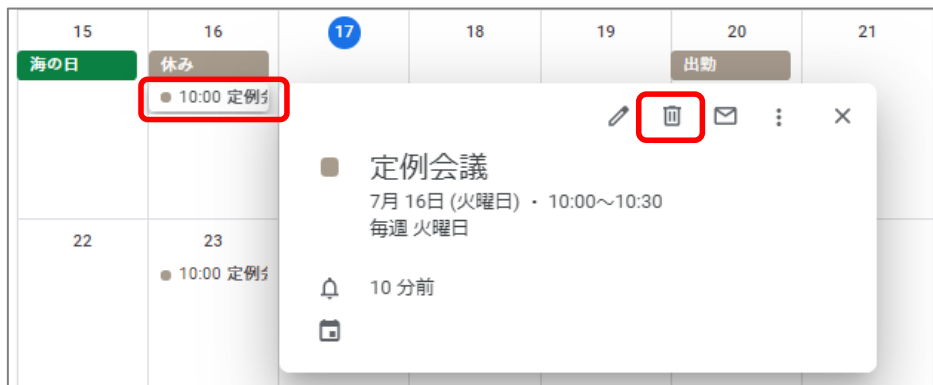 15 16 17 18 19 20 21
海の日 休み 出勤
10:00 定例
定例会議
7月 16日 (火曜日) ・ 10:00～10:30
毎週 火曜日
22 23
10:00 定例
10 分前